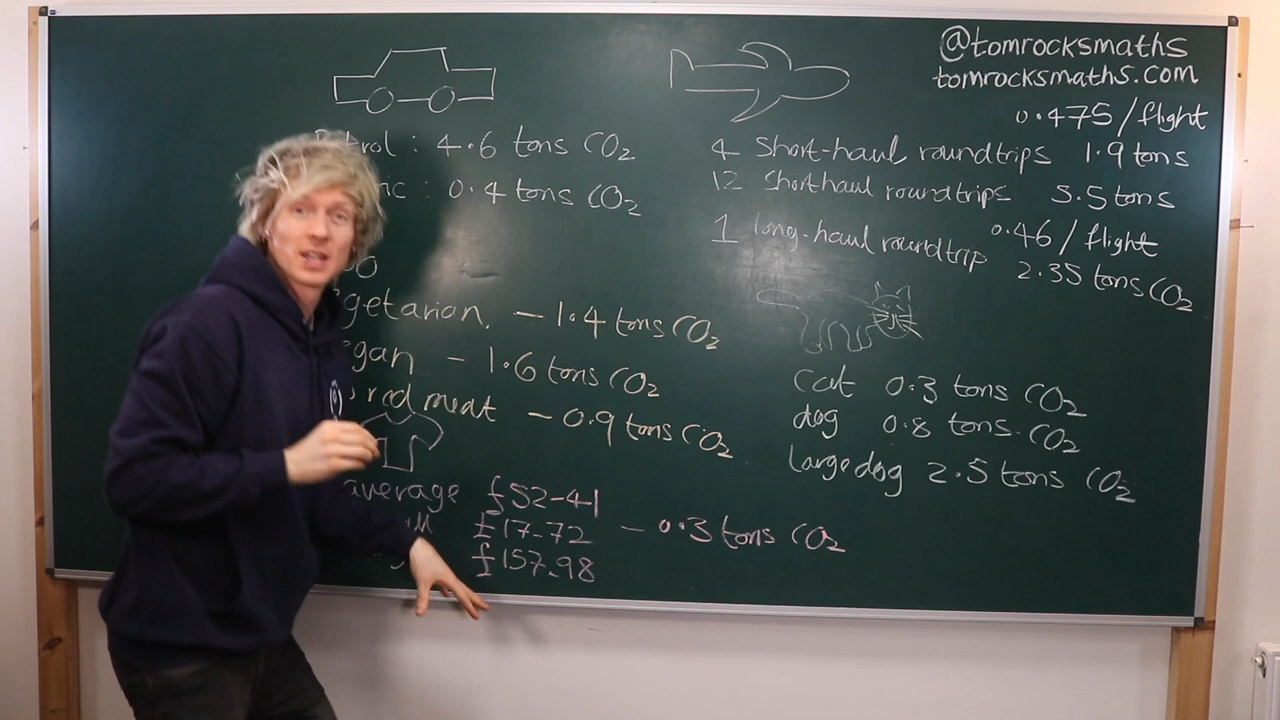 @tomrocksmaths
tomrocksmaths.com
trol : 4.6 tons CO2
: 0.4 tons CO2
getarian. - 1.4 tons CO2
gan - 1.6 tons CO2
red meat - 0.9 tons CO2
average £52-41
£17-72 - 0.3 tons CO2
£157.98
0.475/flight
4 Short-haul roundtrips 1.9 tons
12 Shorthaul roundtrips 5.5 tons
0.46/flight
1 long-haul roundtrip 2.35 tons CO2
cat 0.3 tons CO2
dog 0.8 tons. CO2
large dog 2.5 tons CO2